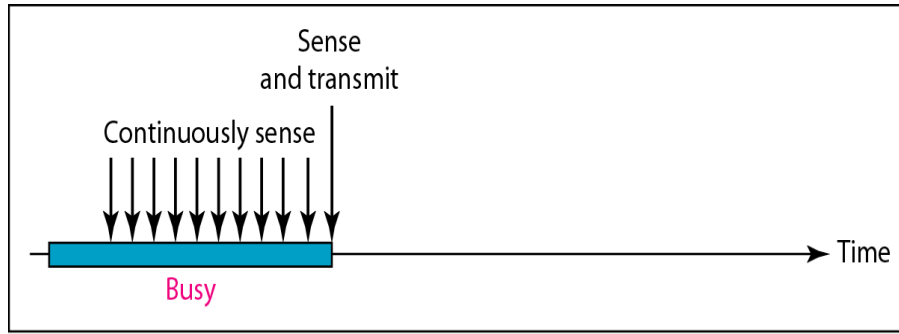 Sense
and transmit
Continuously sense
Time
Busy